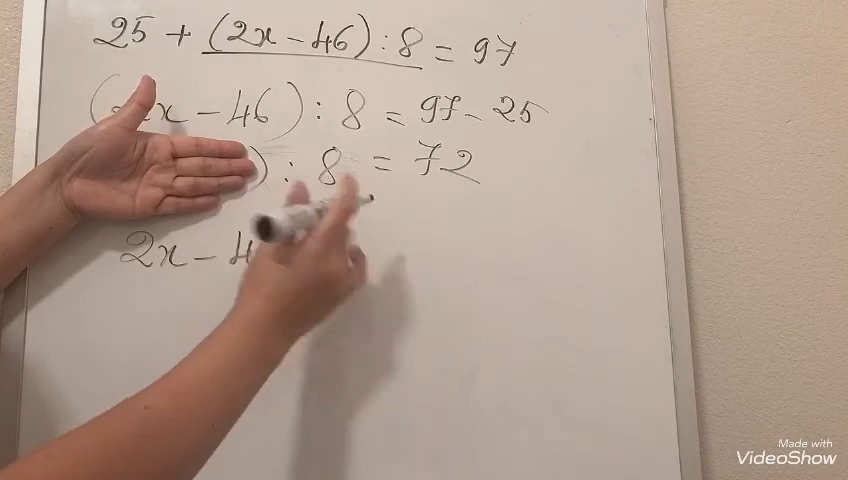 25 + (2x - 46) : 8 = 97
(2x - 46) : 8 = 97 - 25
) : 8 = 72
2x - 4
Made with
VideoShow